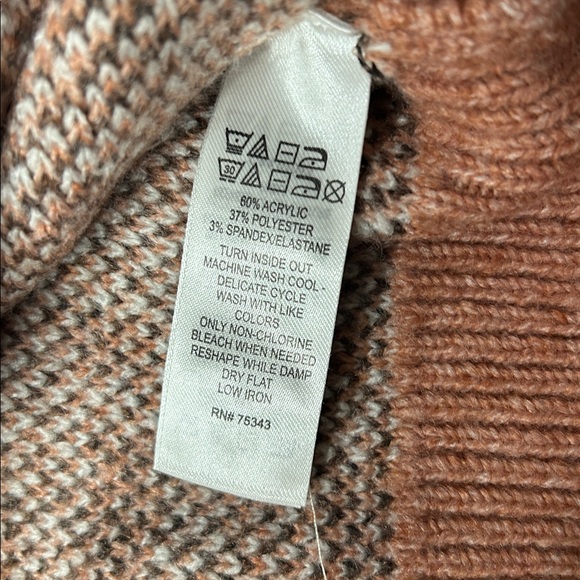 30
60% ACRYLIC
37% POLYESTER
3% SPANDEX/ELASTANE
TURN INSIDE OUT
MACHINE WASH COOL -
DELICATE CYCLE
WASH WITH LIKE
COLORS
ONLY NON-CHLORINE
BLEACH WHEN NEEDED
RESHAPE WHILE DAMP
DRY FLAT
LOW IRON
RN# 75343